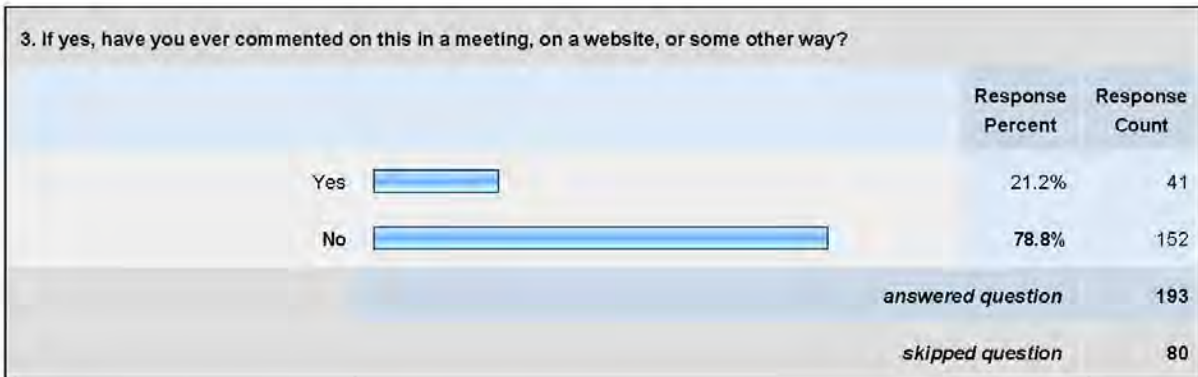 3. If yes, have you ever commented on this in a meeting, on a website, or some other way?
Response Percent Response Count
Yes 21.2% 41
No 78.8% 152
answered question 193
skipped question 80